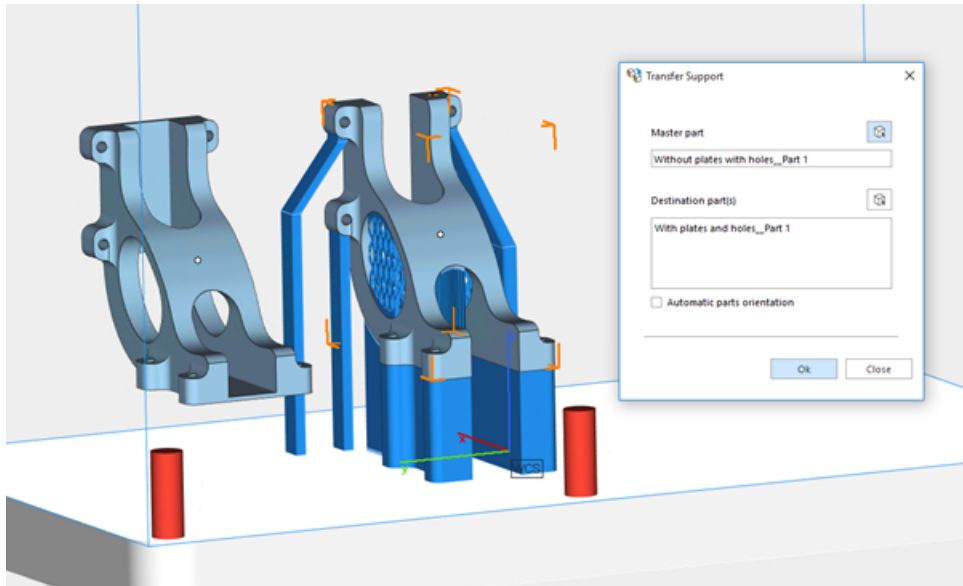 Transfer Support
Master part
Without plates with holes__Part 1
Destination part(s)
With plates and holes__Part 1
Automatic parts orientation
Ok
Close
x
y
WCS